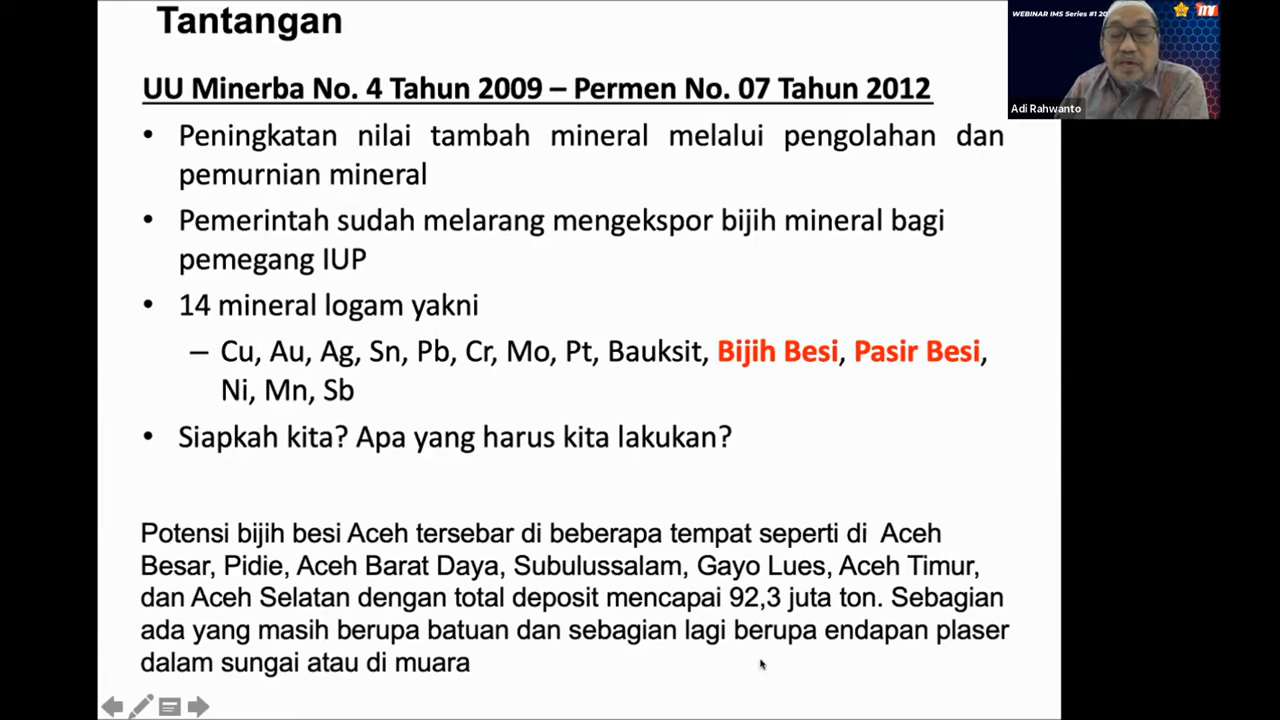 Tantangan
WEBINAR IMS Series #1 20
Adi Rahwanto
UU Minerba No. 4 Tahun 2009 – Permen No. 07 Tahun 2012
• Peningkatan nilai tambah mineral melalui pengolahan dan
pemurnian mineral
• Pemerintah sudah melarang mengekspor bijih mineral bagi
pemegang IUP
• 14 mineral logam yakni
– Cu, Au, Ag, Sn, Pb, Cr, Mo, Pt, Bauksit, Bijih Besi, Pasir Besi,
Ni, Mn, Sb
• Siapkah kita? Apa yang harus kita lakukan?
Potensi bijih besi Aceh tersebar di beberapa tempat seperti di Aceh
Besar, Pidie, Aceh Barat Daya, Subulussalam, Gayo Lues, Aceh Timur,
dan Aceh Selatan dengan total deposit mencapai 92,3 juta ton. Sebagian
ada yang masih berupa batuan dan sebagian lagi berupa endapan plaser
dalam sungai atau di muara